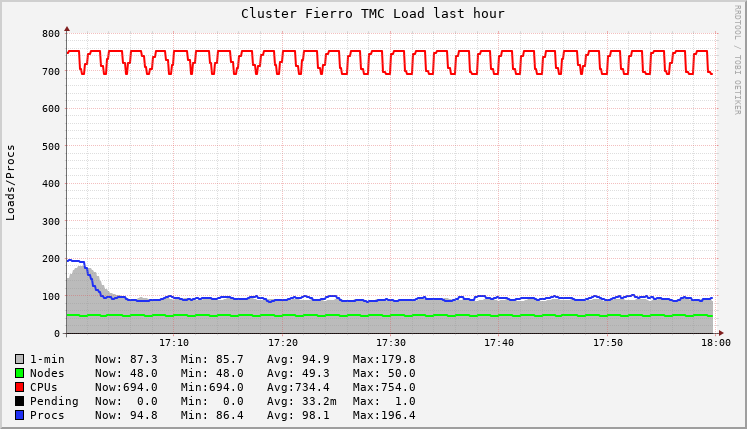 Cluster Fierro TMC Load last hour
RRDTOOL / TOBI OETIKER
Loads/Procs
800
700
600
500
400
300
200
100
0
17:10 17:20 17:30 17:40 17:50 18:00
1-min Now: 87.3 Min: 85.7 Avg: 94.9 Max:179.8
Nodes Now: 48.0 Min: 48.0 Avg: 49.3 Max: 50.0
CPUs Now:694.0 Min:694.0 Avg:734.4 Max:754.0
Pending Now: 0.0 Min: 0.0 Avg: 33.2m Max: 1.0
Procs Now: 94.8 Min: 86.4 Avg: 98.1 Max:196.4